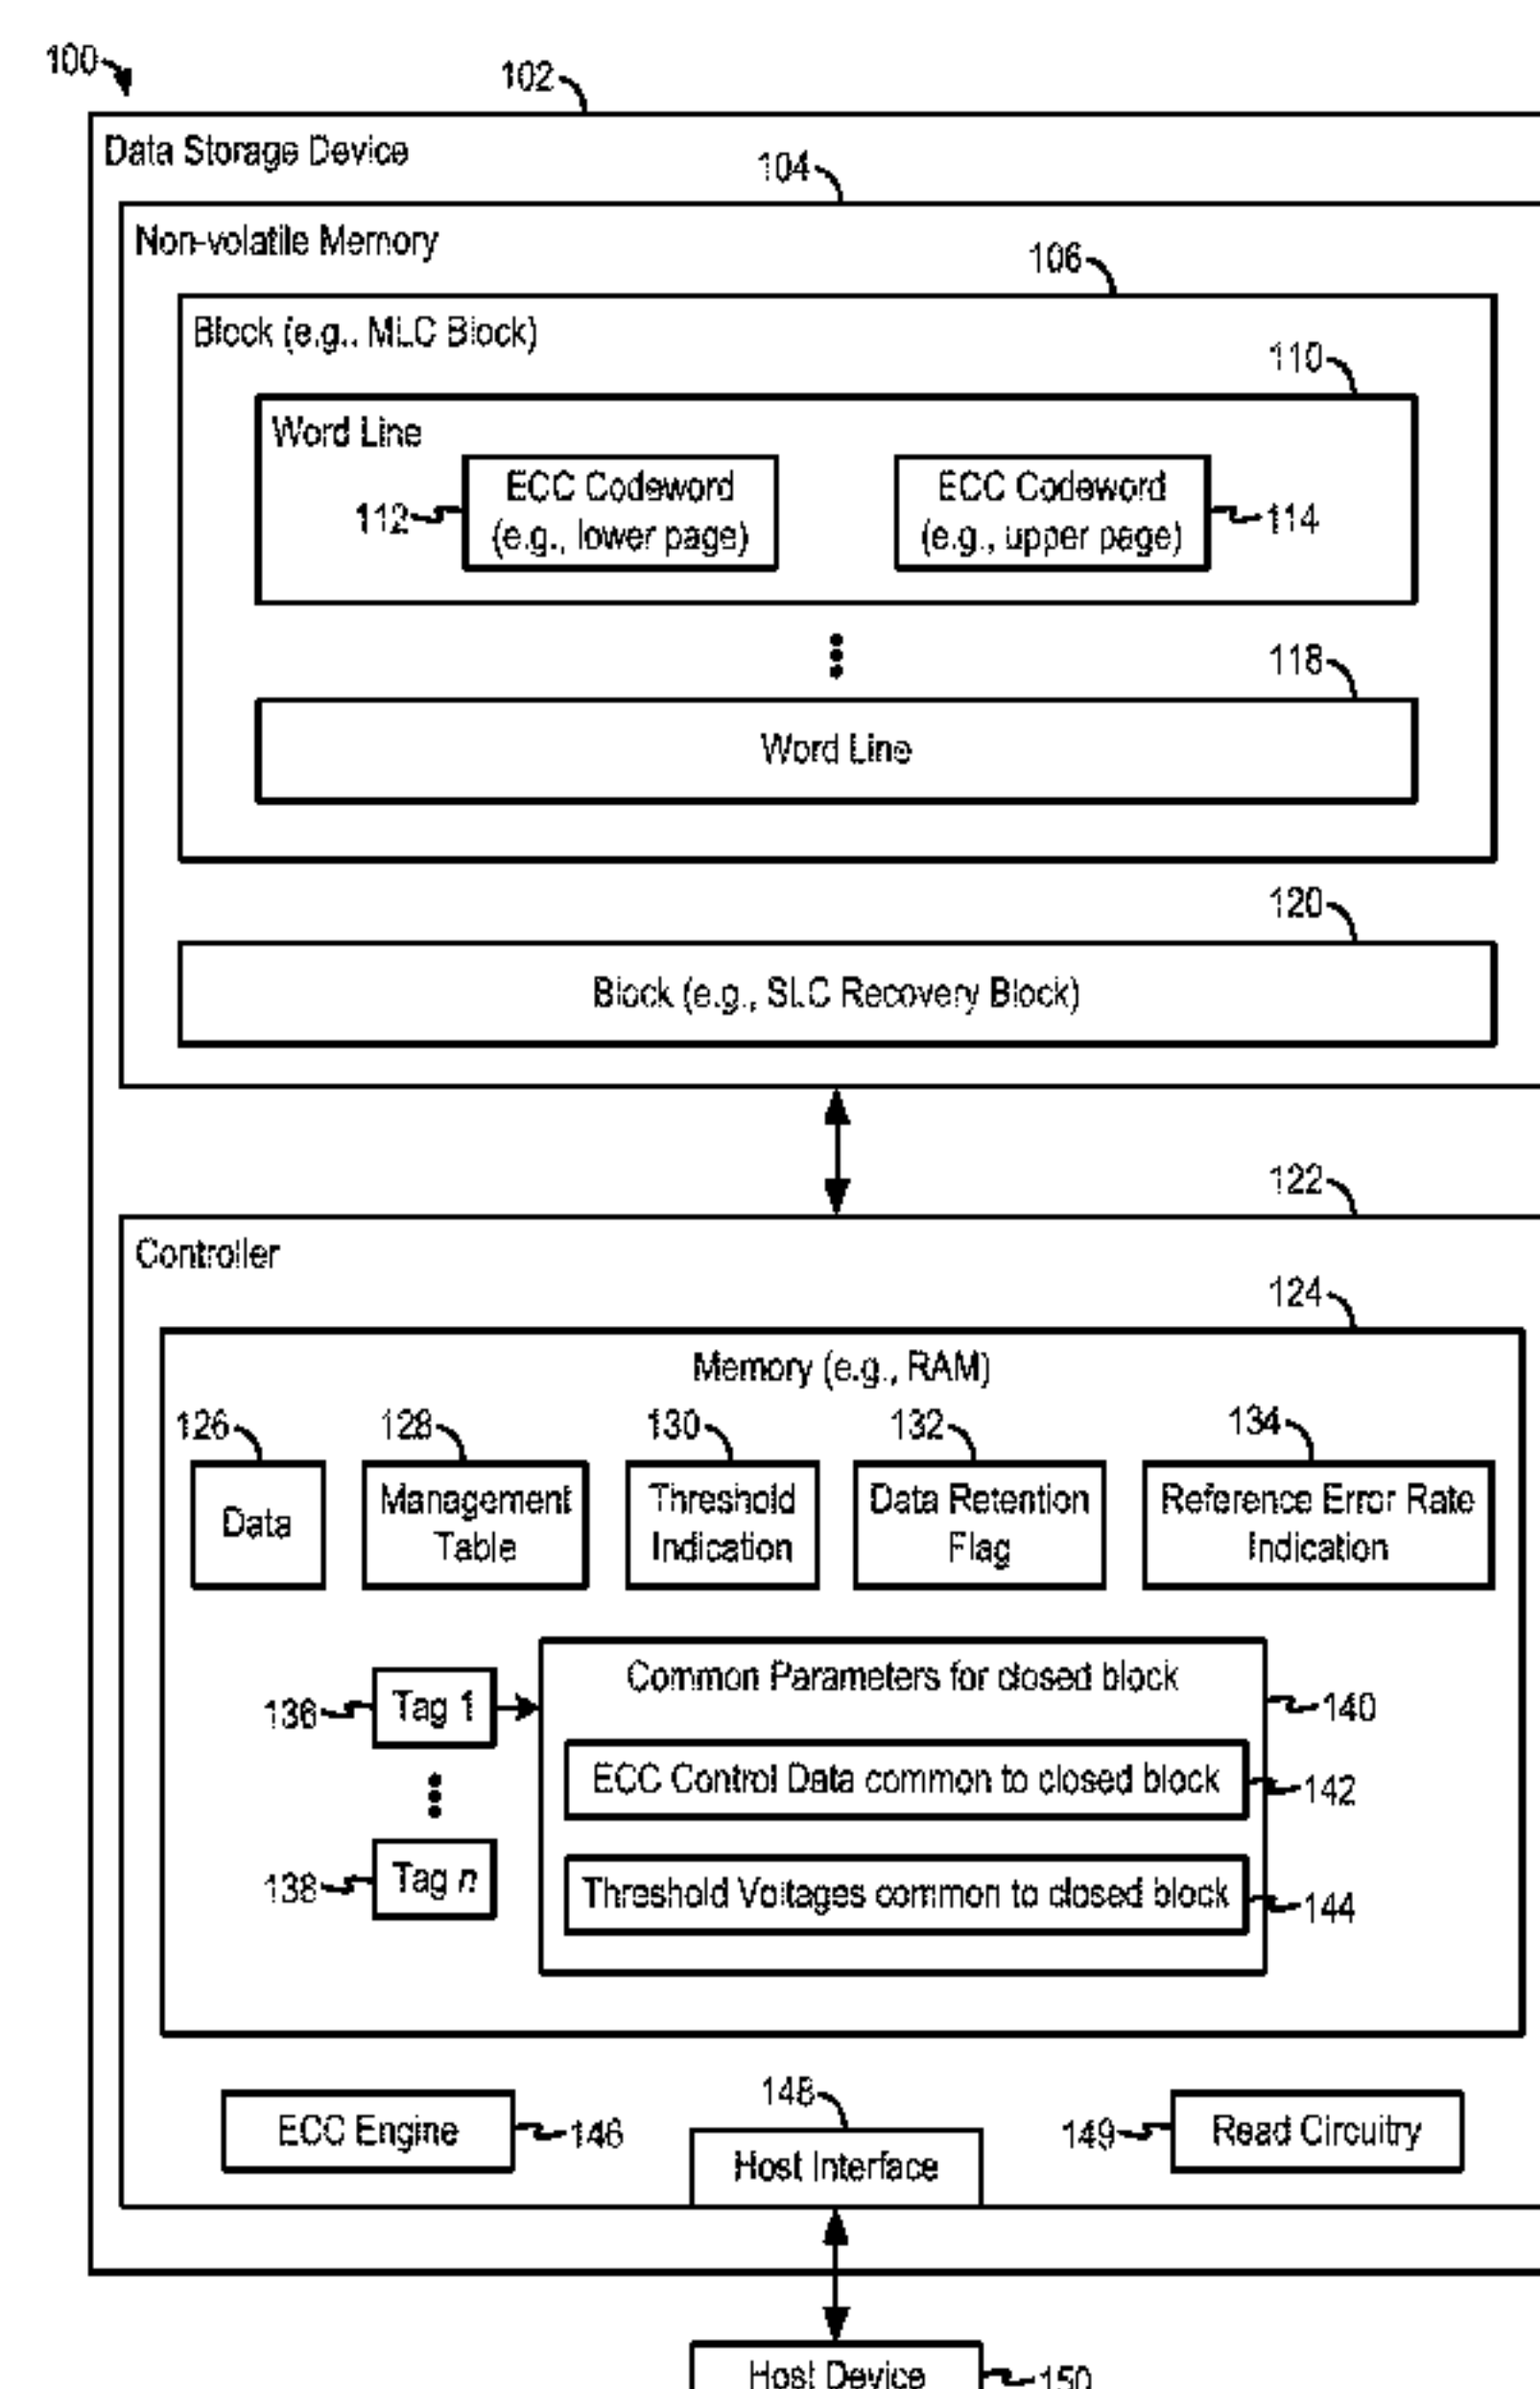 100
102
Data Storage Device
104
Non-volatile Memory
106
Block (e.g., MLC Block)
110
Word Line
112
ECC Codeword
(e.g., lower page)
ECC Codeword
(e.g., upper page)
114
118
Word Line
120
Block (e.g., SLC Recovery Block)
122
Controller
124
Memory (e.g., RAM)
126
128
130
132
134
Data
Management
Table
Threshold
Indication
Data Retention
Flag
Reference Error Rate
Indication
136
Tag 1
Common Parameters for closed block
140
ECC Control Data common to closed block
142
138
Tag n
Threshold Voltages common to closed block
144
ECC Engine
146
148
Host Interface
149
Read Circuitry
Host Device
150